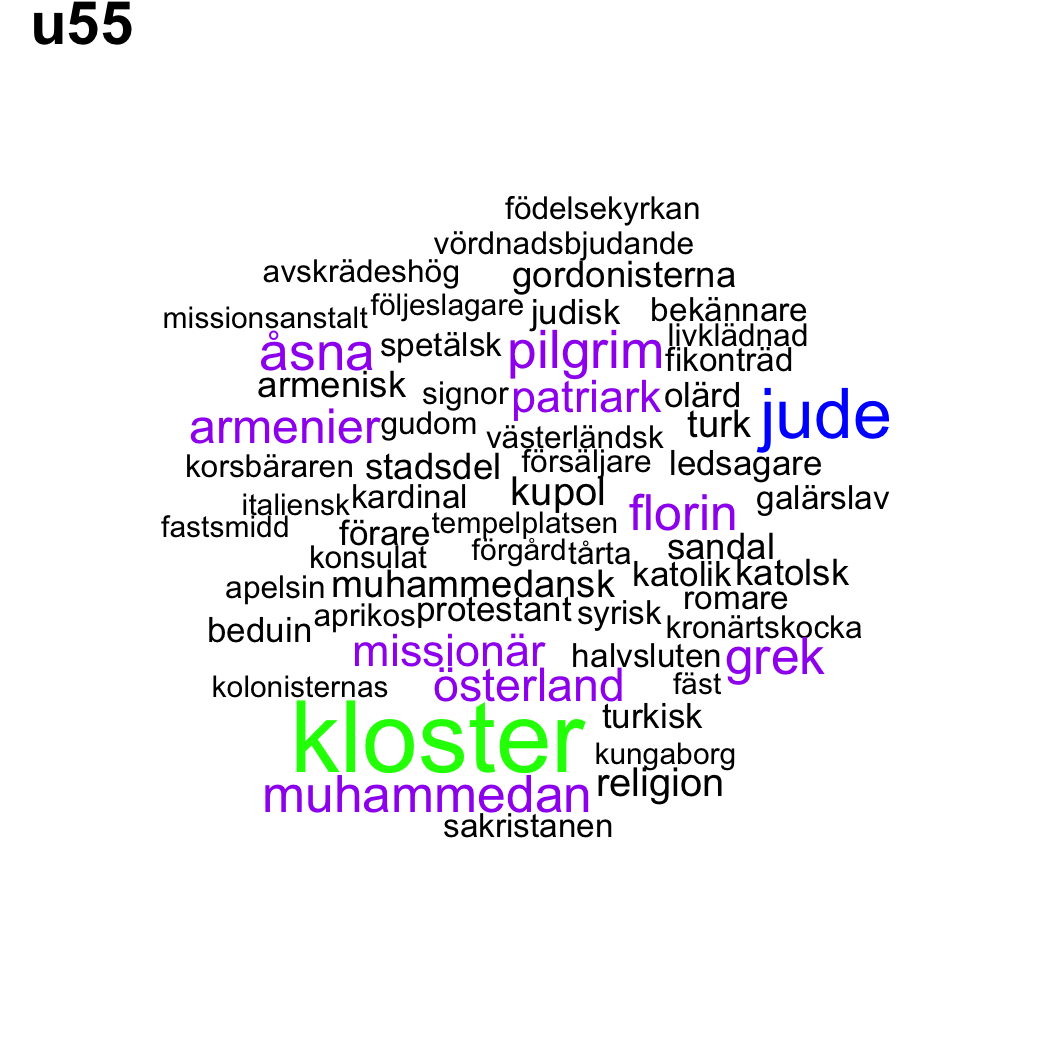 u55
födelsekyrkan
vördnadsbjudande
avskrädeshög gordonisterna
missionsanstalt följeslagare judisk bekännare
livklädnad
åsna spetälsk pilgrim fikonträd
armenisk signor patriark olärd jude
armenier gudom västerländsk turk
korsbäraren stadsdel försäljare ledsagare
italiensk kardinal kupol florin galärslav
fastsmidd förare tempelplatsen
konsulat förgård tårta sandal
apelsin muhammedansk katolik katolsk
aprikos protestant syrisk romare
beduin kronärtskocka
missionär halvsluten grek
kolonisternas österland fäst
kloster turkisk
kungaborg
muhammedan religion
sakristanen